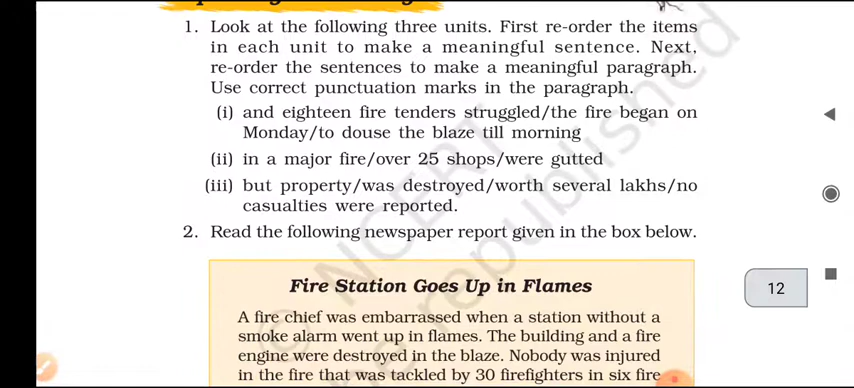 1. Look at the following three units. First re-order the items
in each unit to make a meaningful sentence. Next,
re-order the sentences to make a meaningful paragraph.
Use correct punctuation marks in the paragraph.
(i) and eighteen fire tenders struggled/the fire began on
Monday/to douse the blaze till morning
(ii) in a major fire/over 25 shops/were gutted
(iii) but property/was destroyed/worth several lakhs/no
casualties were reported.
2. Read the following newspaper report given in the box below.
Fire Station Goes Up in Flames
A fire chief was embarrassed when a station without a
smoke alarm went up in flames. The building and a fire
engine were destroyed in the blaze. Nobody was injured
in the fire that was tackled by 30 firefighters in six fire
12
© NCERT
be republished